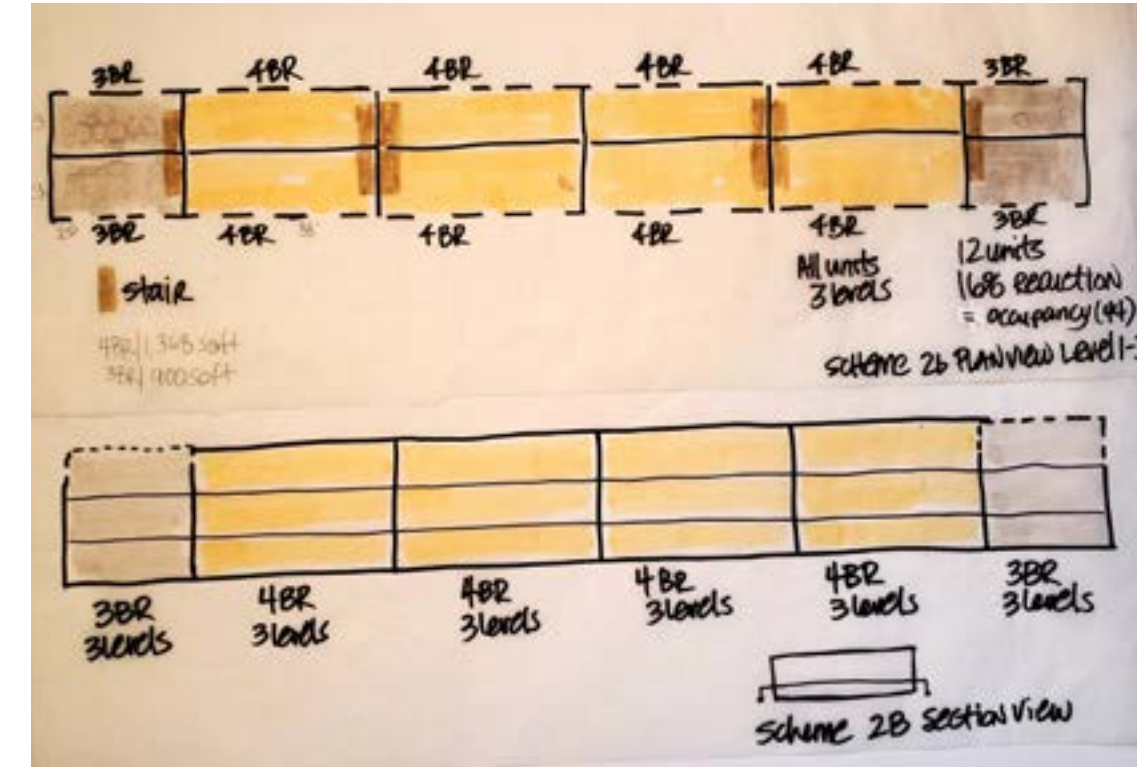 3BR 4BR 4BR 4BR 4BR 3BR
3BR 4BR 4BR 4BR 4BR 3BR
stair
All units
3 levels
12 units
16% Reduction
= occupancy (44)
4BR/1,368 sqft
3BR/900 sqft
scheme 2b PLAN view Level 1-
3BR 4BR 4BR 4BR 4BR 3BR
3levels 3levels 3levels 3levels 3levels 3levels
scheme 2B section view